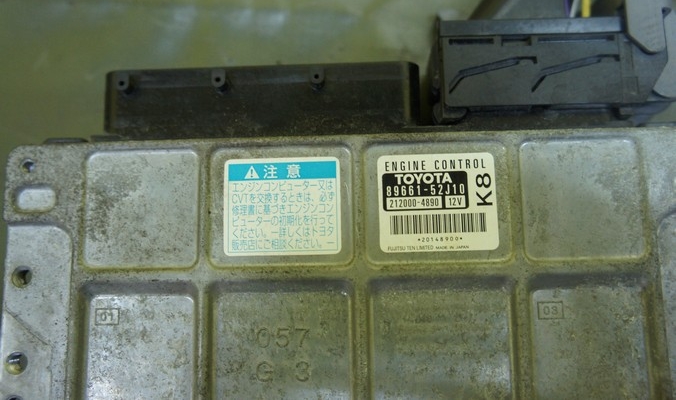 注意
エンジンコンピューター又は
CVTを交換するときは、必ず
修理書に基づきエンジンコン
ピューターの初期化を行って
ください。ー詳しくはトヨタ
販売店にご相談ください。ー
ENGINE CONTROL
TOYOTA
89661-52J10
212000-4890 12V
K8
*20148900*
FUJITSU TEN LIMITED MADE IN JAPAN
01
057
G 3
03